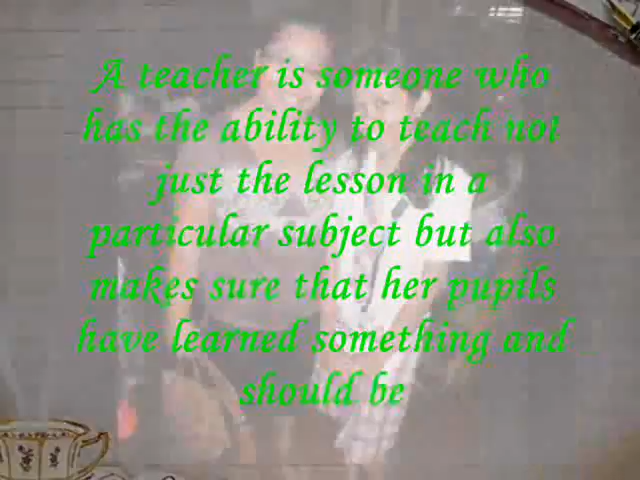 A teacher is someone who
has the ability to teach not
just the lesson in a
particular subject but also
makes sure that her pupils
have learned something and
should be